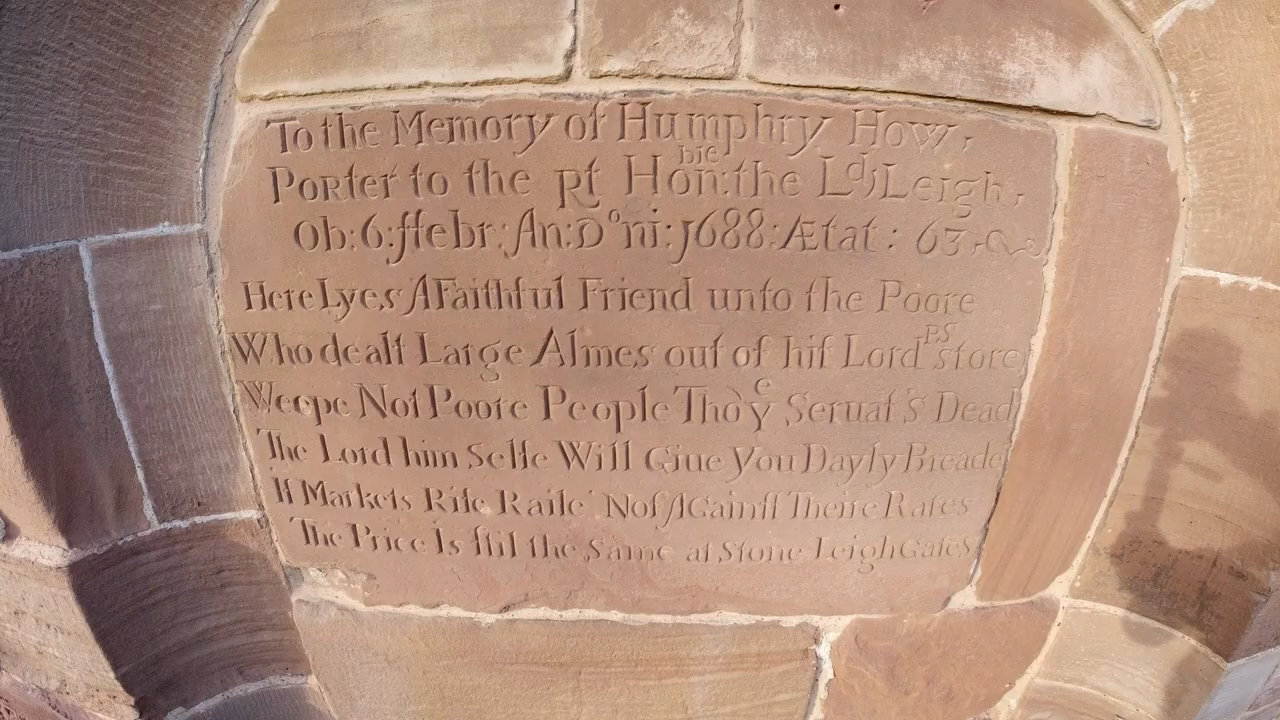 To the Memory of Humphry How,
Porter to the Rt Honbie: the Ld Leigh,
Ob: 6: ffebr: An: Doni: 1688: Ætat: 63,
Here Lyes A Faithful Friend unto the Poore
Who dealt Large Almes out of his Lordps store
Weepe Not Poore People Tho ye Seruat's Dead
The Lord him Selfe Will Giue You Dayly Breade
If Markets Rise Raile Not AGainst Theire Rates
The Price Is stil the Same at Stone Leigh Gates